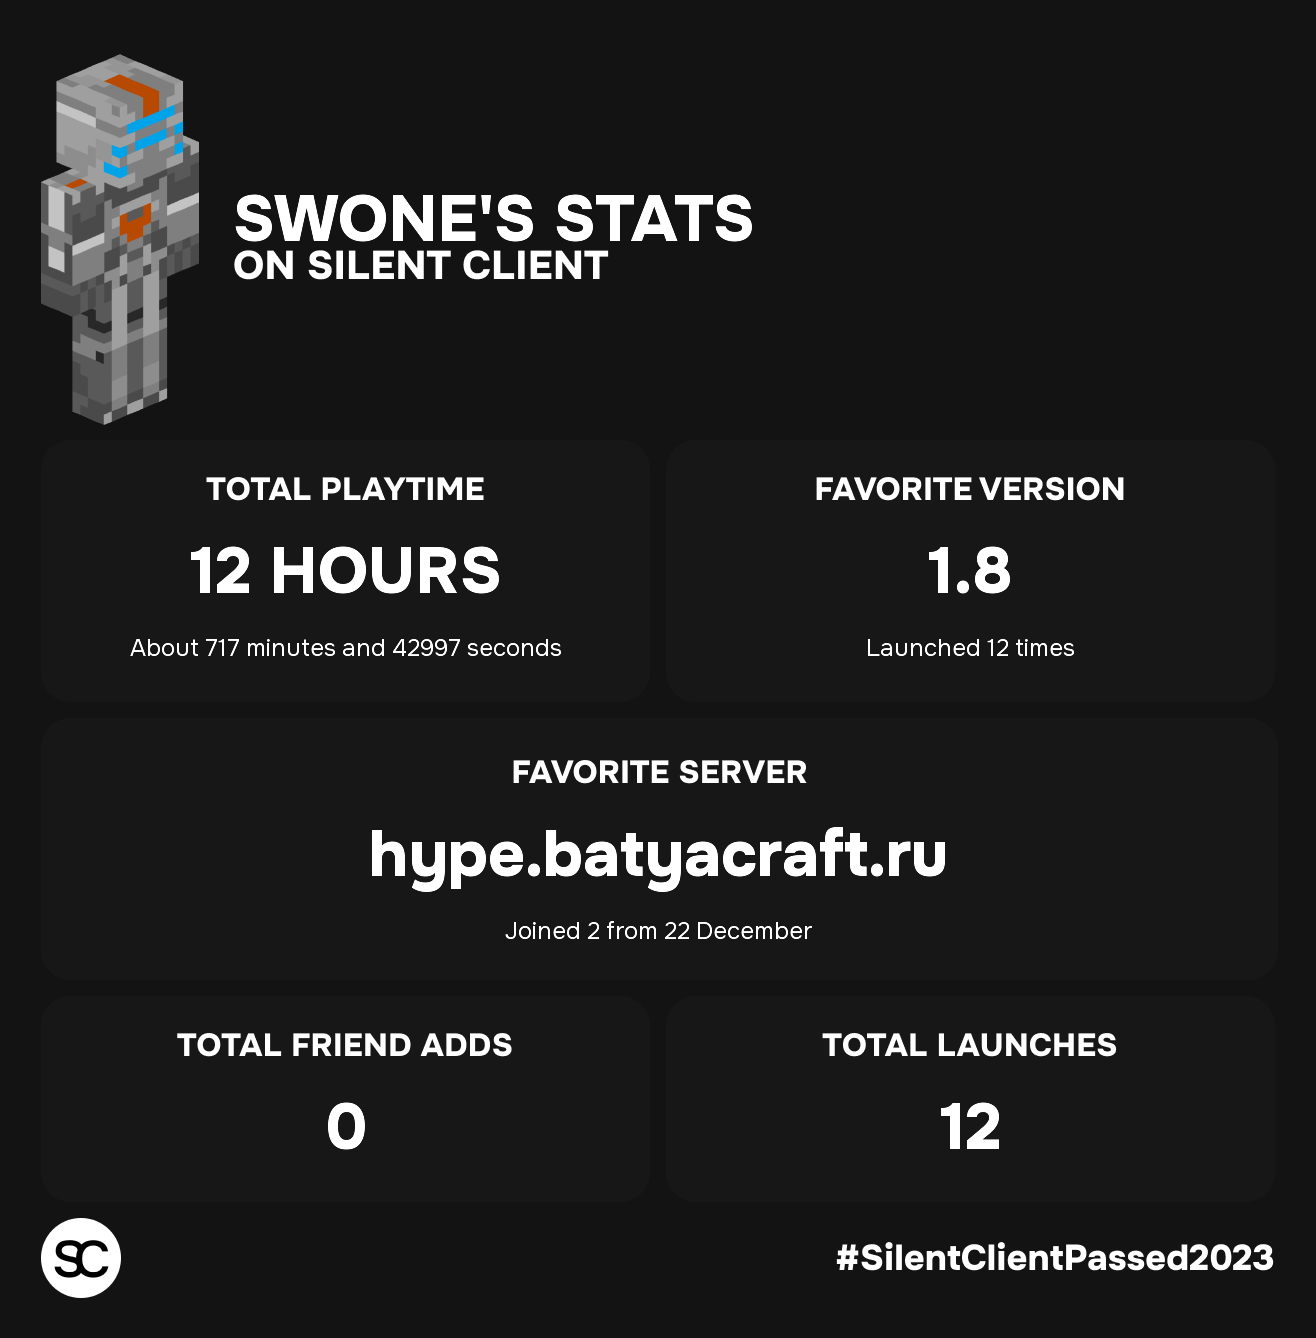 SWONE'S STATS
ON SILENT CLIENT
TOTAL PLAYTIME
12 HOURS
About 717 minutes and 42997 seconds
FAVORITE VERSION
1.8
Launched 12 times
FAVORITE SERVER
hype.batyacraft.ru
Joined 2 from 22 December
TOTAL FRIEND ADDS
0
TOTAL LAUNCHES
12
SC
#SilentClientPassed2023